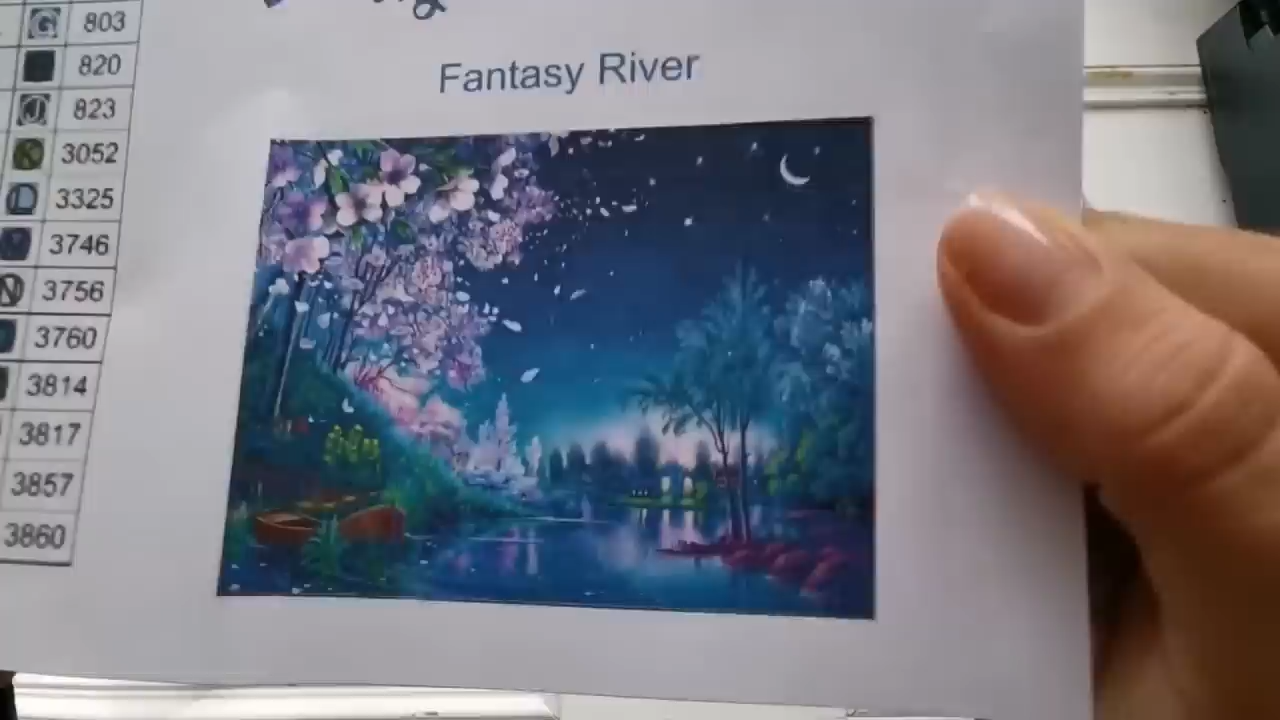 G 803
820
J 823
K 3052
L 3325
3746
N 3756
3760
3814
3817
3857
3860
Fantasy River